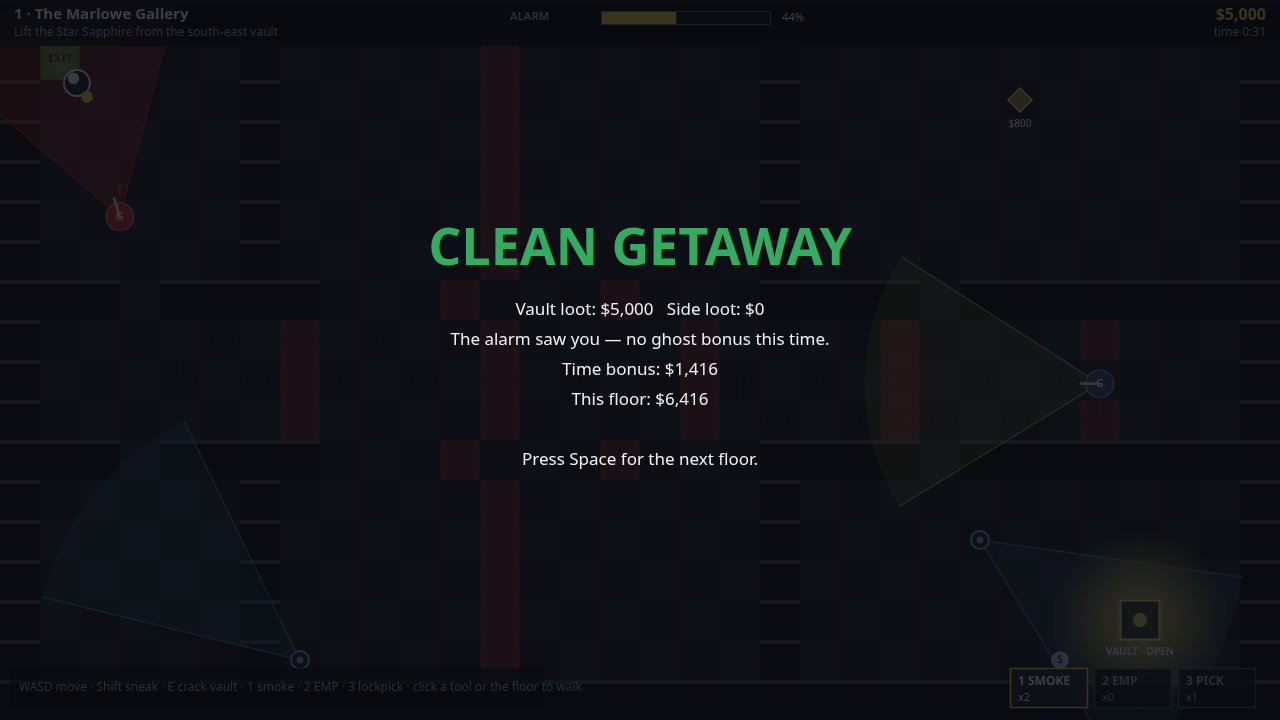 1 · The Marlowe Gallery
Lift the Star Sapphire from the south-east vault
ALARM
44%
$5,000
time 0:31
EXIT
$800
!
G
CLEAN GETAWAY
Vault loot: $5,000 Side loot: $0
The alarm saw you — no ghost bonus this time.
Time bonus: $1,416
This floor: $6,416
G
Press Space for the next floor.
VAULT · OPEN
S
WASD move · Shift sneak · E crack vault · 1 smoke · 2 EMP · 3 lockpick · click a tool or the floor to walk
1 SMOKE
x2
2 EMP
x0
3 PICK
x1